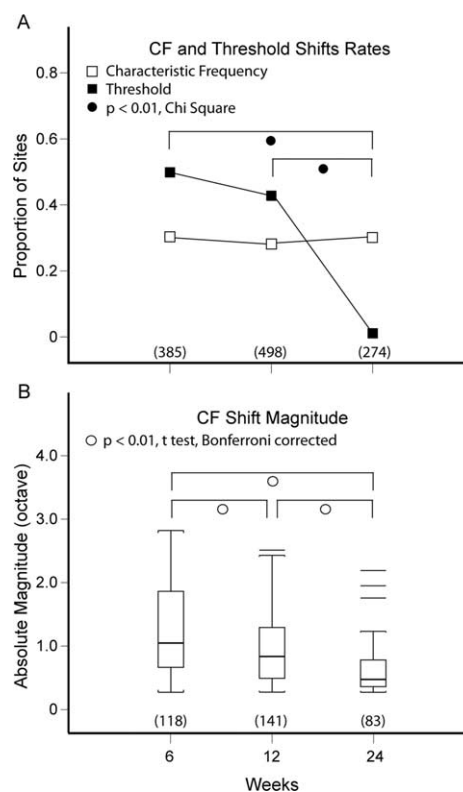 A
CF and Threshold Shifts Rates
Characteristic Frequency
Threshold
p < 0.01, Chi Square
Proportion of Sites
0.8
0.6
0.4
0.2
0
(385) (498) (274)
B
CF Shift Magnitude
p < 0.01, t test, Bonferroni corrected
Absolute Magnitude (octave)
4.0
3.0
2.0
1.0
0
(118) (141) (83)
6 12 24
Weeks